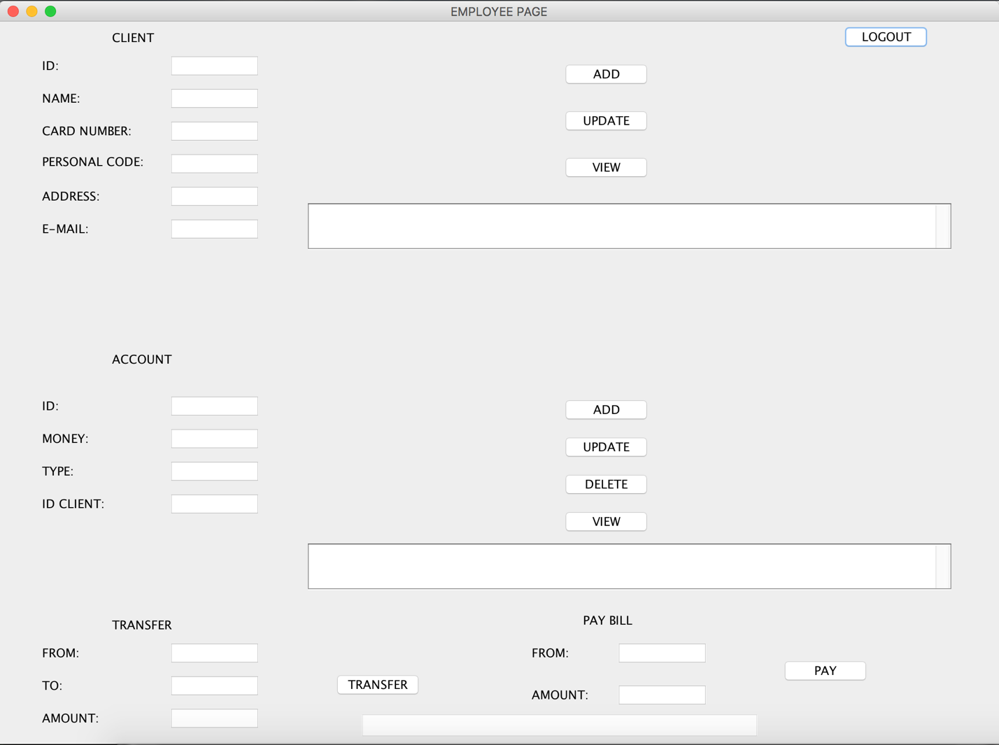 EMPLOYEE PAGE
CLIENT
LOGOUT
ID:
ADD
NAME:
UPDATE
CARD NUMBER:
PERSONAL CODE:
VIEW
ADDRESS:
E-MAIL:
ACCOUNT
ID:
ADD
MONEY:
UPDATE
TYPE:
DELETE
ID CLIENT:
VIEW
TRANSFER
PAY BILL
FROM:
FROM:
PAY
TO:
TRANSFER
AMOUNT:
AMOUNT: